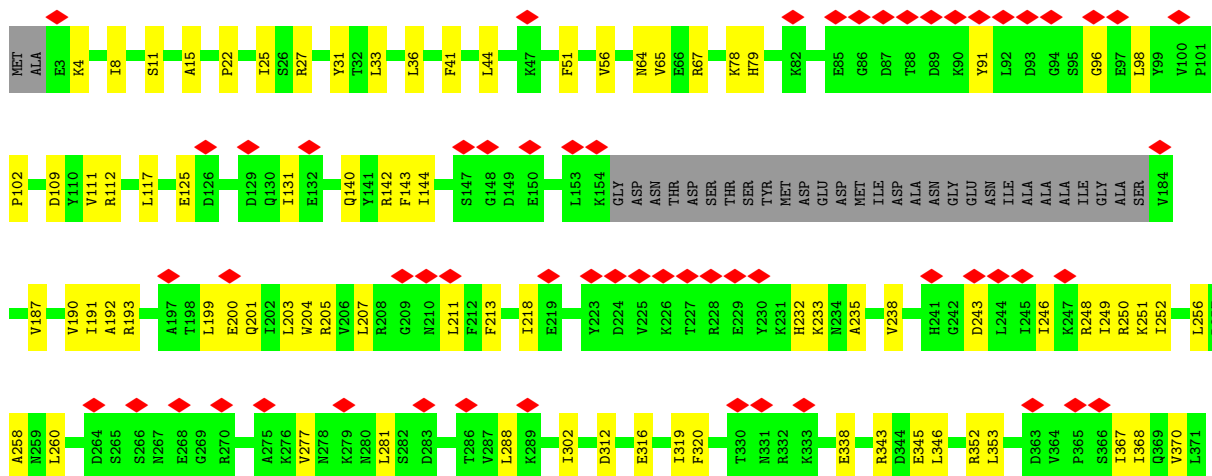 MET ALA E3 K4 I8 S11 A15 P22 I25 S26 R27 Y31 T32 L33 L36 F41 L44 K47 F51 V56 N64 V65 E66 R67 K78 H79 K82 E85 G86 D87 T88 D89 K90 Y91 L92 D93 G94 S95 G96 E97 L98 Y99 V100 P101
P102 D109 Y110 V111 R112 L117 E125 D126 D129 Q130 I131 E132 Q140 Y141 R142 F143 I144 S147 G148 D149 E150 L153 K154 GLY ASP ASN THR ASP SER THR SER TYR MET ASP GLU ASP MET ILE ASP ALA ASN GLY GLU ASN ILE ALA ALA ALA ILE GLY ALA SER V184
V187 V190 I191 A192 R193 A197 T198 L199 E200 Q201 I202 L203 W204 R205 V206 L207 R208 G209 N210 L211 F212 F213 I218 E219 Y223 D224 V225 K226 T227 R228 E229 Y230 K231 H232 K233 N234 A235 V238 H241 G242 D243 L244 I245 I246 K247 R248 I249 R250 K251 I252 L256
A258 N259 L260 D264 S265 S266 N267 E268 G269 R270 A275 K276 V277 N278 K279 N280 L281 S282 D283 T286 V287 L288 K289 I302 D312 E316 I319 F320 T330 N331 R332 K333 E338 R343 D344 E345 L346 R352 L353 D363 V364 P365 S366 I367 I368 N369 V370 L371